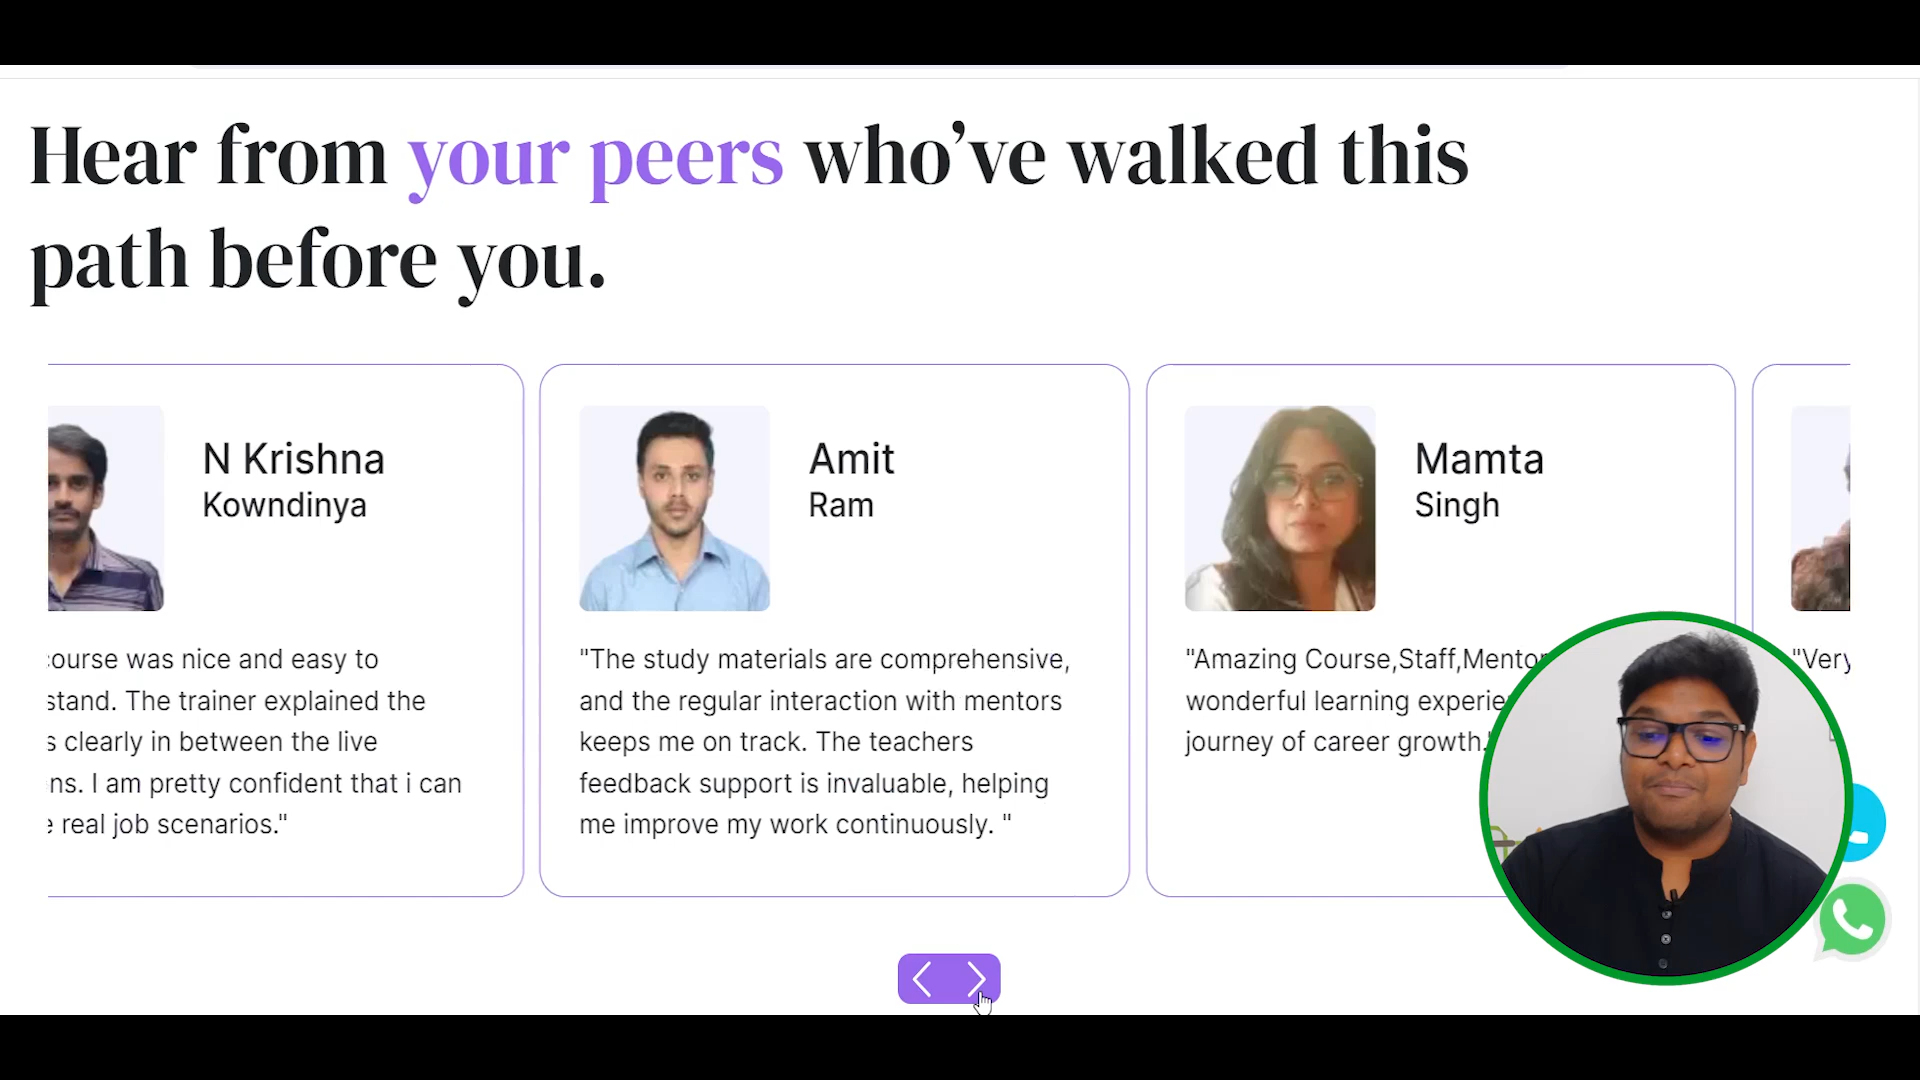 Hear from your peers who’ve walked this
path before you.
N Krishna
Kowndinya
course was nice and easy to
stand. The trainer explained the
s clearly in between the live
ns. I am pretty confident that i can
real job scenarios."
Amit
Ram
"The study materials are comprehensive,
and the regular interaction with mentors
keeps me on track. The teachers
feedback support is invaluable, helping
me improve my work continuously. "
Mamta
Singh
"Amazing Course,Staff,Mento
wonderful learning experie
journey of career growth.
"Very